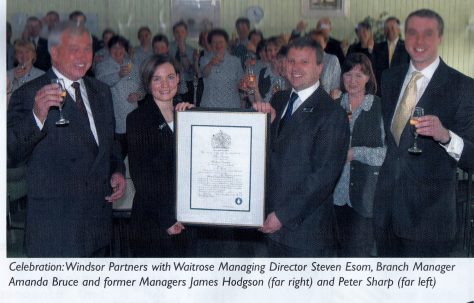 Celebration: Windsor Partners with Waitrose Managing Director Steven Esom, Branch Manager
Amanda Bruce and former Managers James Hodgson (far right) and Peter Sharp (far left)